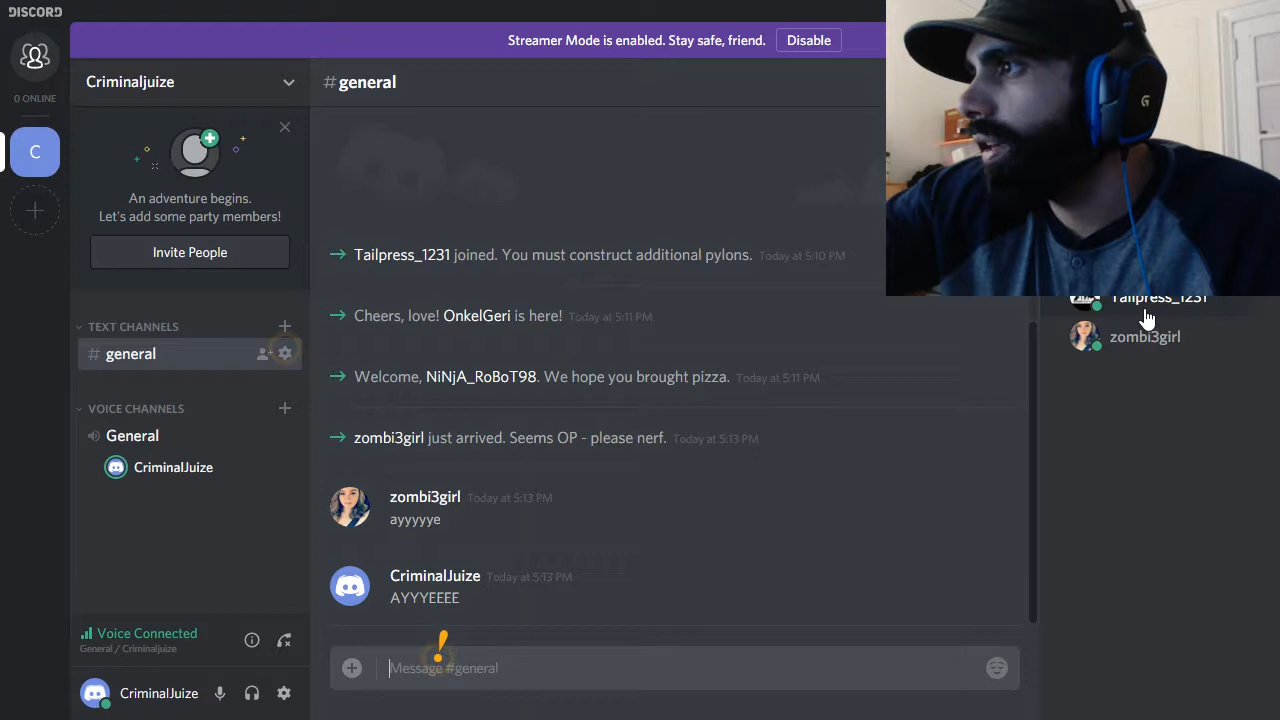 DISCORD
Streamer Mode is enabled. Stay safe, friend.
Disable
0 ONLINE
C
Criminaljuize
An adventure begins.
Let's add some party members!
Invite People
TEXT CHANNELS
# general
VOICE CHANNELS
General
CriminalJuize
Voice Connected
General / Criminaljuize
CriminalJuize
# general
Tailpress_1231 joined. You must construct additional pylons. Today at 5:10 PM
Cheers, love! OnkelGeri is here! Today at 5:11 PM
Welcome, NiNjA_RoBoT98. We hope you brought pizza. Today at 5:11 PM
zombi3girl just arrived. Seems OP - please nerf. Today at 5:13 PM
zombi3girl Today at 5:13 PM
ayyyyye
CriminalJuize Today at 5:13 PM
AYYYEEEE
Message #general
Tailpress_1231
zombi3girl
G